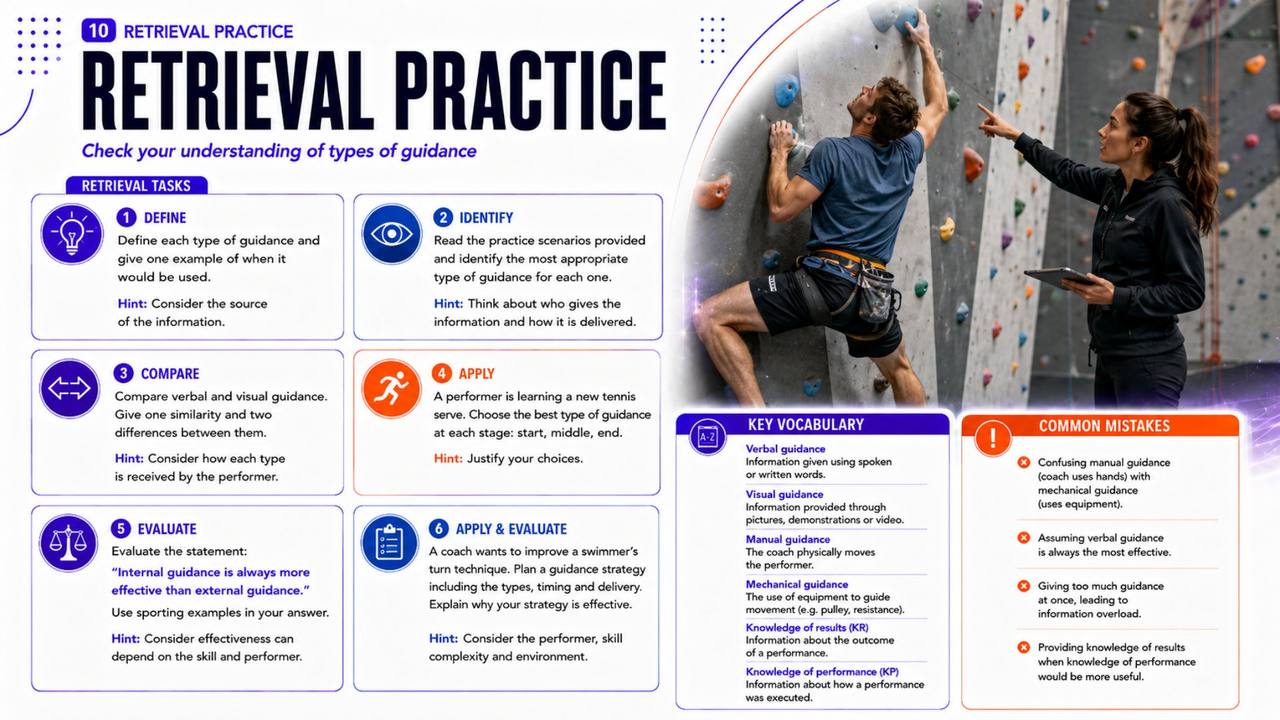 10 RETRIEVAL PRACTICE
RETRIEVAL PRACTICE
Check your understanding of types of guidance
RETRIEVAL TASKS
1 DEFINE
Define each type of guidance and
give one example of when it
would be used.
Hint: Consider the source
of the information.
2 IDENTIFY
Read the practice scenarios provided
and identify the most appropriate
type of guidance for each one.
Hint: Think about who gives the
information and how it is delivered.
3 COMPARE
Compare verbal and visual guidance.
Give one similarity and two
differences between them.
Hint: Consider how each type
is received by the performer.
4 APPLY
A performer is learning a new tennis
serve. Choose the best type of guidance
at each stage: start, middle, end.
Hint: Justify your choices.
5 EVALUATE
Evaluate the statement:
“Internal guidance is always more
effective than external guidance.”
Use sporting examples in your answer.
Hint: Consider effectiveness can
depend on the skill and performer.
6 APPLY & EVALUATE
A coach wants to improve a swimmer’s
turn technique. Plan a guidance strategy
including the types, timing and delivery.
Explain why your strategy is effective.
Hint: Consider the performer, skill
complexity and environment.
A-Z
KEY VOCABULARY
Verbal guidance
Information given using spoken
or written words.
Visual guidance
Information provided through
pictures, demonstrations or video.
Manual guidance
The coach physically moves
the performer.
Mechanical guidance
The use of equipment to guide
movement (e.g. pulley, resistance).
Knowledge of results (KR)
Information about the outcome
of a performance.
Knowledge of performance (KP)
Information about how a performance
was executed.
!
COMMON MISTAKES
Confusing manual guidance
(coach uses hands) with
mechanical guidance
(uses equipment).
Assuming verbal guidance
is always the most effective.
Giving too much guidance
at once, leading to
information overload.
Providing knowledge of results
when knowledge of performance
would be more useful.